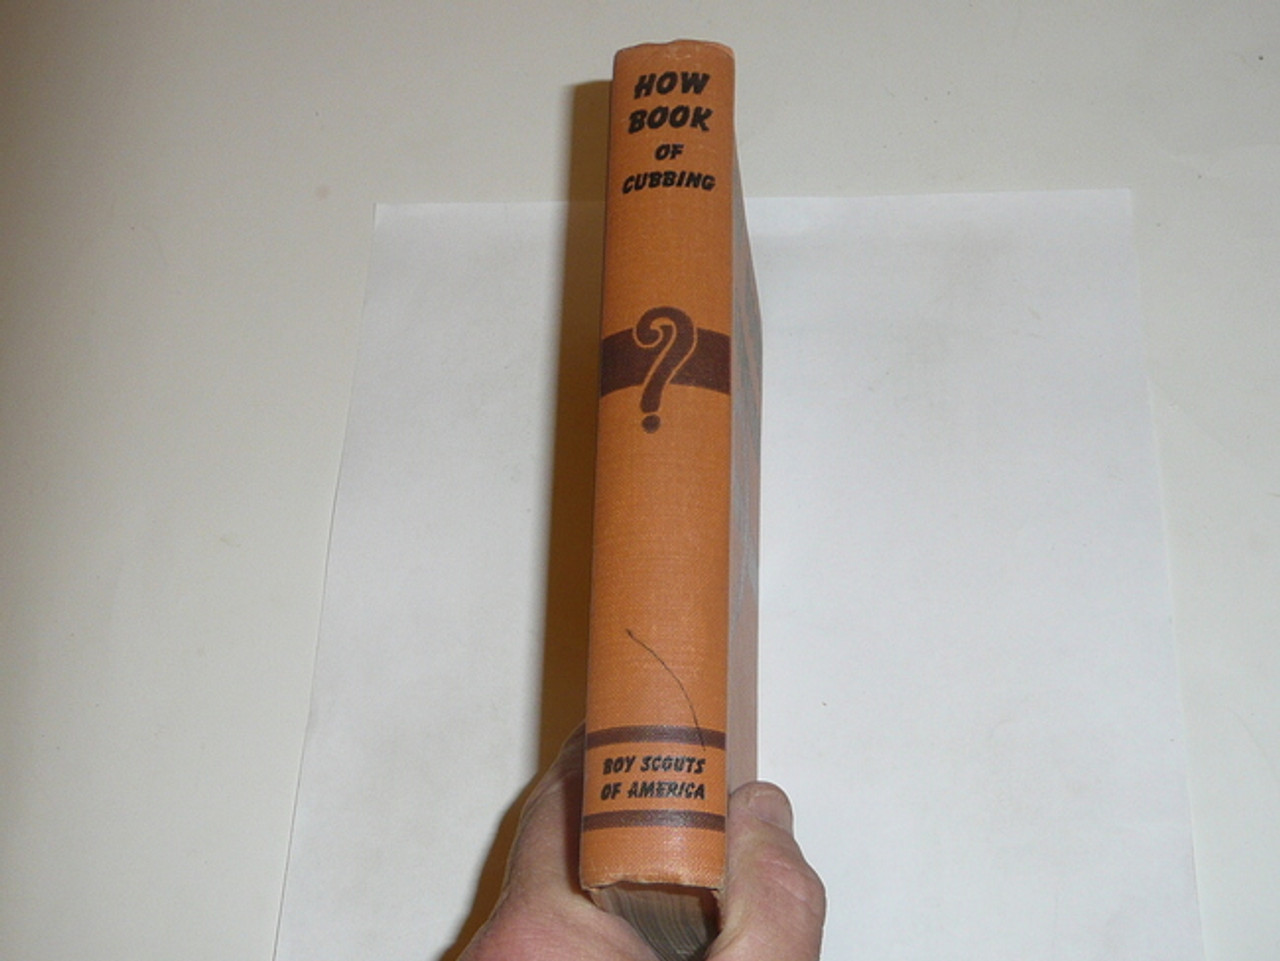 HOW
BOOK
OF
CUBBING
?
BOY SCOUTS
OF AMERICA